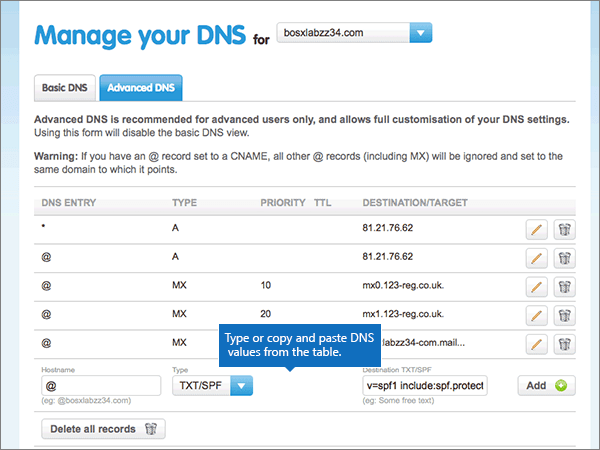 Manage your DNS for bosxlabzz34.com
Basic DNS Advanced DNS
Advanced DNS is recommended for advanced users only, and allows full customisation of your DNS settings.
Using this form will disable the basic DNS view.
Warning: If you have an @ record set to a CNAME, all other @ records (including MX) will be ignored and set to the
same domain to which it points.
DNS ENTRY TYPE PRIORITY TTL DESTINATION/TARGET
* A 81.21.76.62
@ A 81.21.76.62
@ MX 10 mx0.123-reg.co.uk.
@ MX 20 mx1.123-reg.co.uk.
@ MX labzz34-com.mail...
Type or copy and paste DNS
values from the table.
Hostname Type Destination TXT/SPF
@ TXT/SPF v=spf1 include:spf.protect Add
(eg: @bosxlabzz34.com) (eg: Some free text)
Delete all records